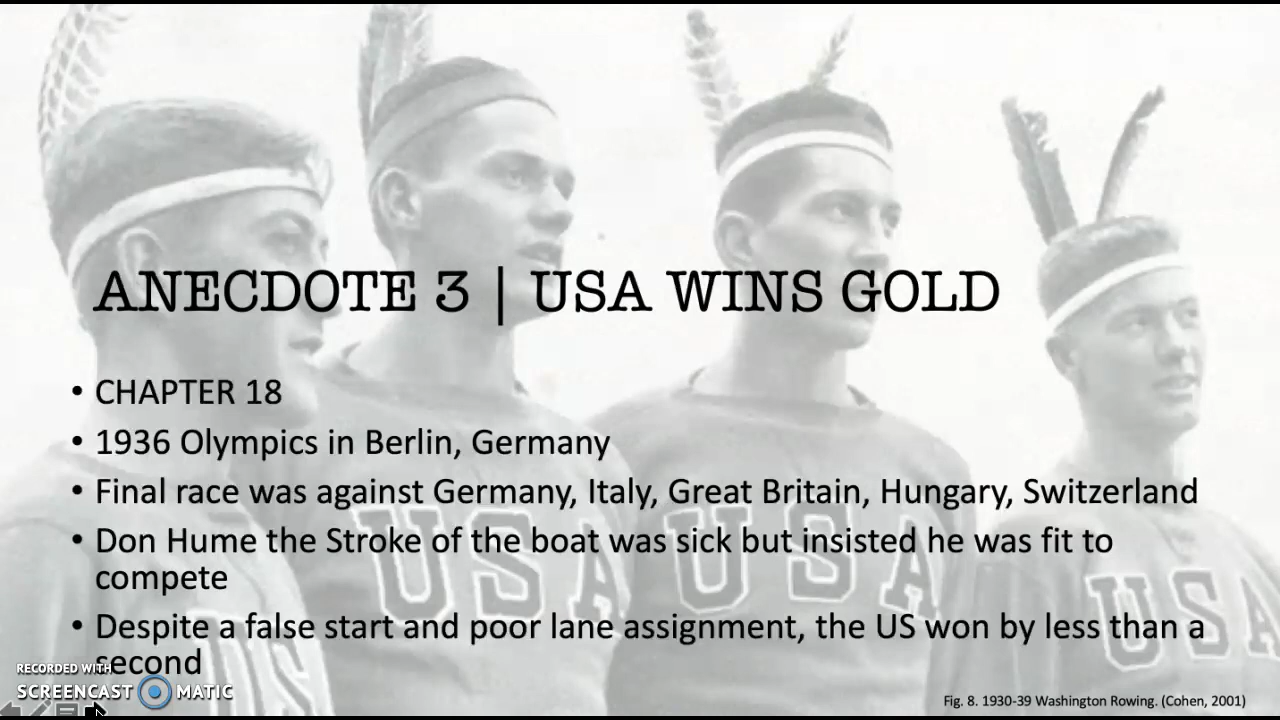 ANECDOTE 3 | USA WINS GOLD
• CHAPTER 18
• 1936 Olympics in Berlin, Germany
• Final race was against Germany, Italy, Great Britain, Hungary, Switzerland
• Don Hume the Stroke of the boat was sick but insisted he was fit to
compete
• Despite a false start and poor lane assignment, the US won by less than a
second
USA
USA
USA
RECORDED WITH
SCREENCAST MATIC
Fig. 8. 1930-39 Washington Rowing. (Cohen, 2001)